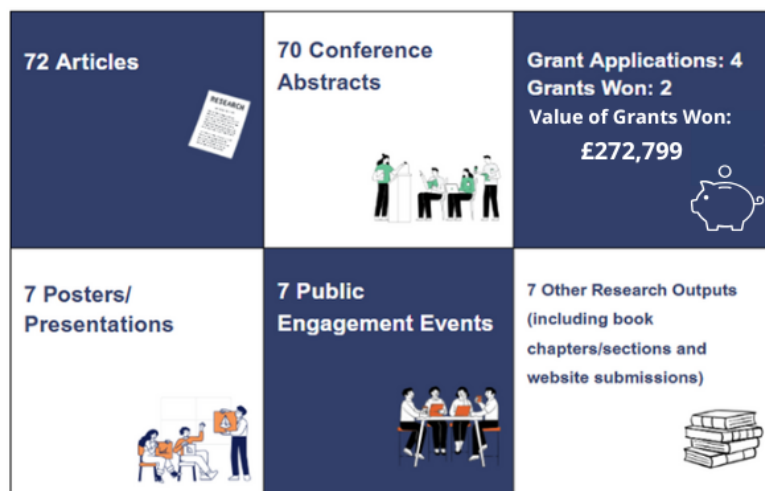 72 Articles
RESEARCH
70 Conference
Abstracts
Grant Applications: 4
Grants Won: 2
Value of Grants Won:
£272,799
7 Posters/
Presentations
7 Public
Engagement Events
7 Other Research Outputs
(including book
chapters/sections and
website submissions)